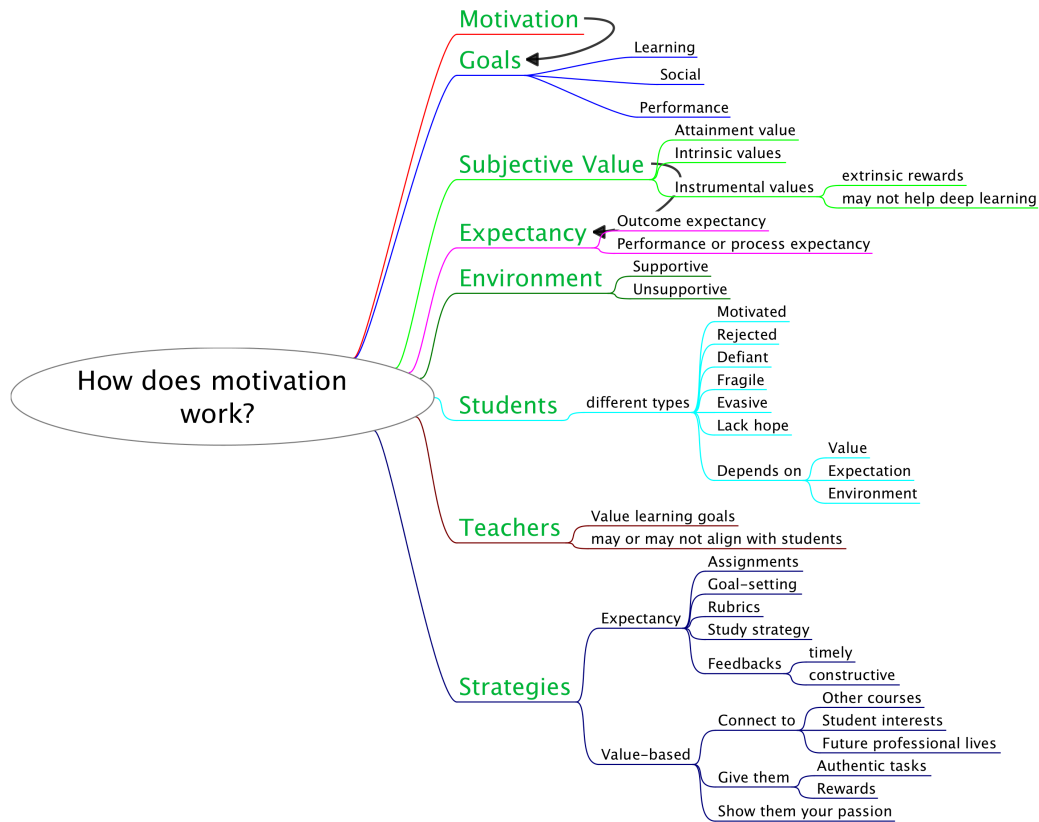 How does motivation
work?
Motivation
Goals
Learning
Social
Performance
Subjective Value
Attainment value
Intrinsic values
Instrumental values
extrinsic rewards
may not help deep learning
Expectancy
Outcome expectancy
Performance or process expectancy
Environment
Supportive
Unsupportive
Students
different types
Motivated
Rejected
Defiant
Fragile
Evasive
Lack hope
Depends on
Value
Expectation
Environment
Teachers
Value learning goals
may or may not align with students
Strategies
Expectancy
Assignments
Goal-setting
Rubrics
Study strategy
Feedbacks
timely
constructive
Value-based
Connect to
Other courses
Student interests
Future professional lives
Give them
Authentic tasks
Rewards
Show them your passion